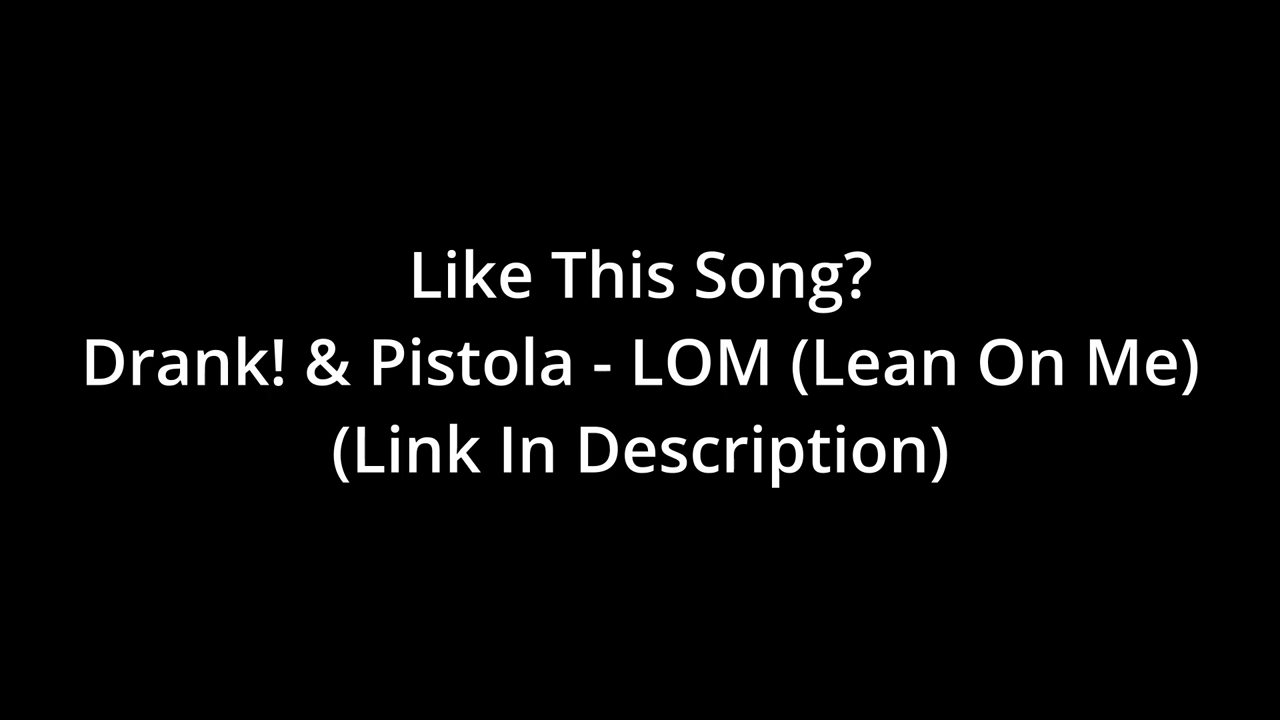 Like This Song?
Drank! & Pistola - LOM (Lean On Me)
(Link In Description)